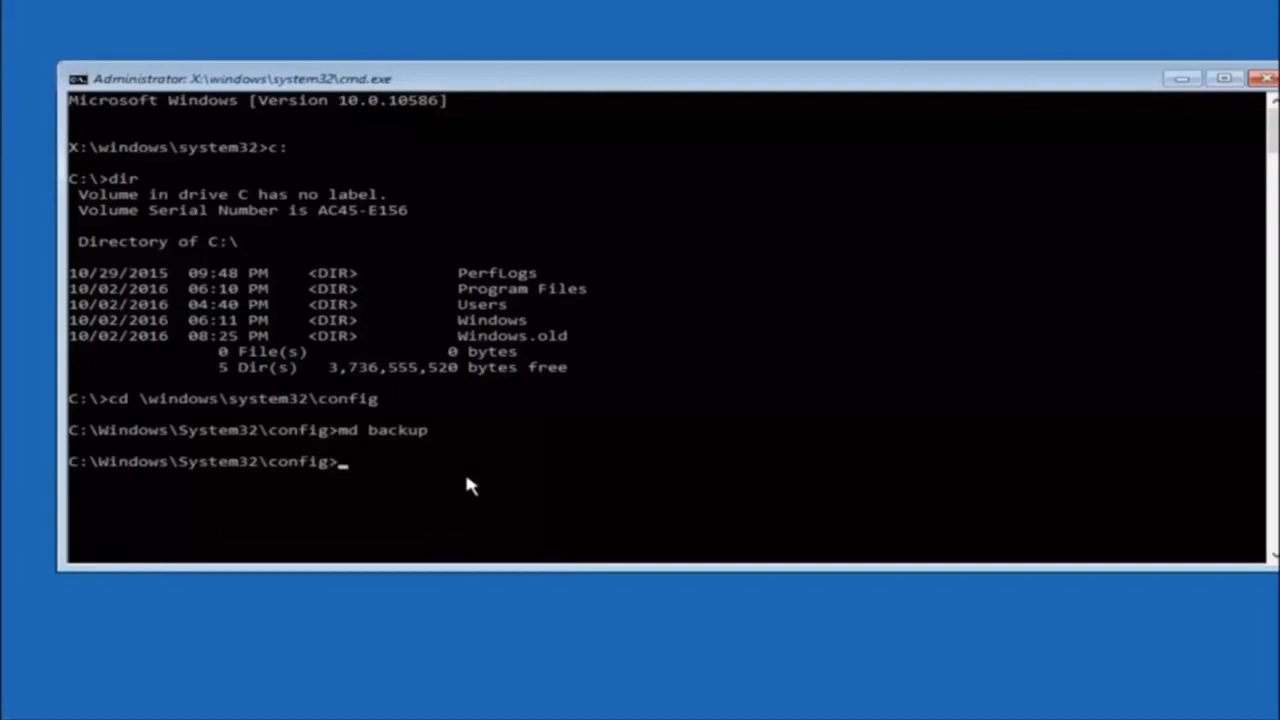 Administrator: X:\windows\system32\cmd.exe
Microsoft Windows [Version 10.0.10586]
X:\windows\system32>c:
C:\>dir
Volume in drive C has no label.
Volume Serial Number is AC45-E156
Directory of C:\
10/29/2015  09:48 PM    <DIR>          PerfLogs
10/02/2016  06:10 PM    <DIR>          Program Files
10/02/2016  04:40 PM    <DIR>          Users
10/02/2016  06:11 PM    <DIR>          Windows
10/02/2016  08:25 PM    <DIR>          Windows.old
0 File(s)              0 bytes
5 Dir(s)   3,736,555,520 bytes free
C:\>cd \windows\system32\config
C:\Windows\System32\config>md backup
C:\Windows\System32\config>_